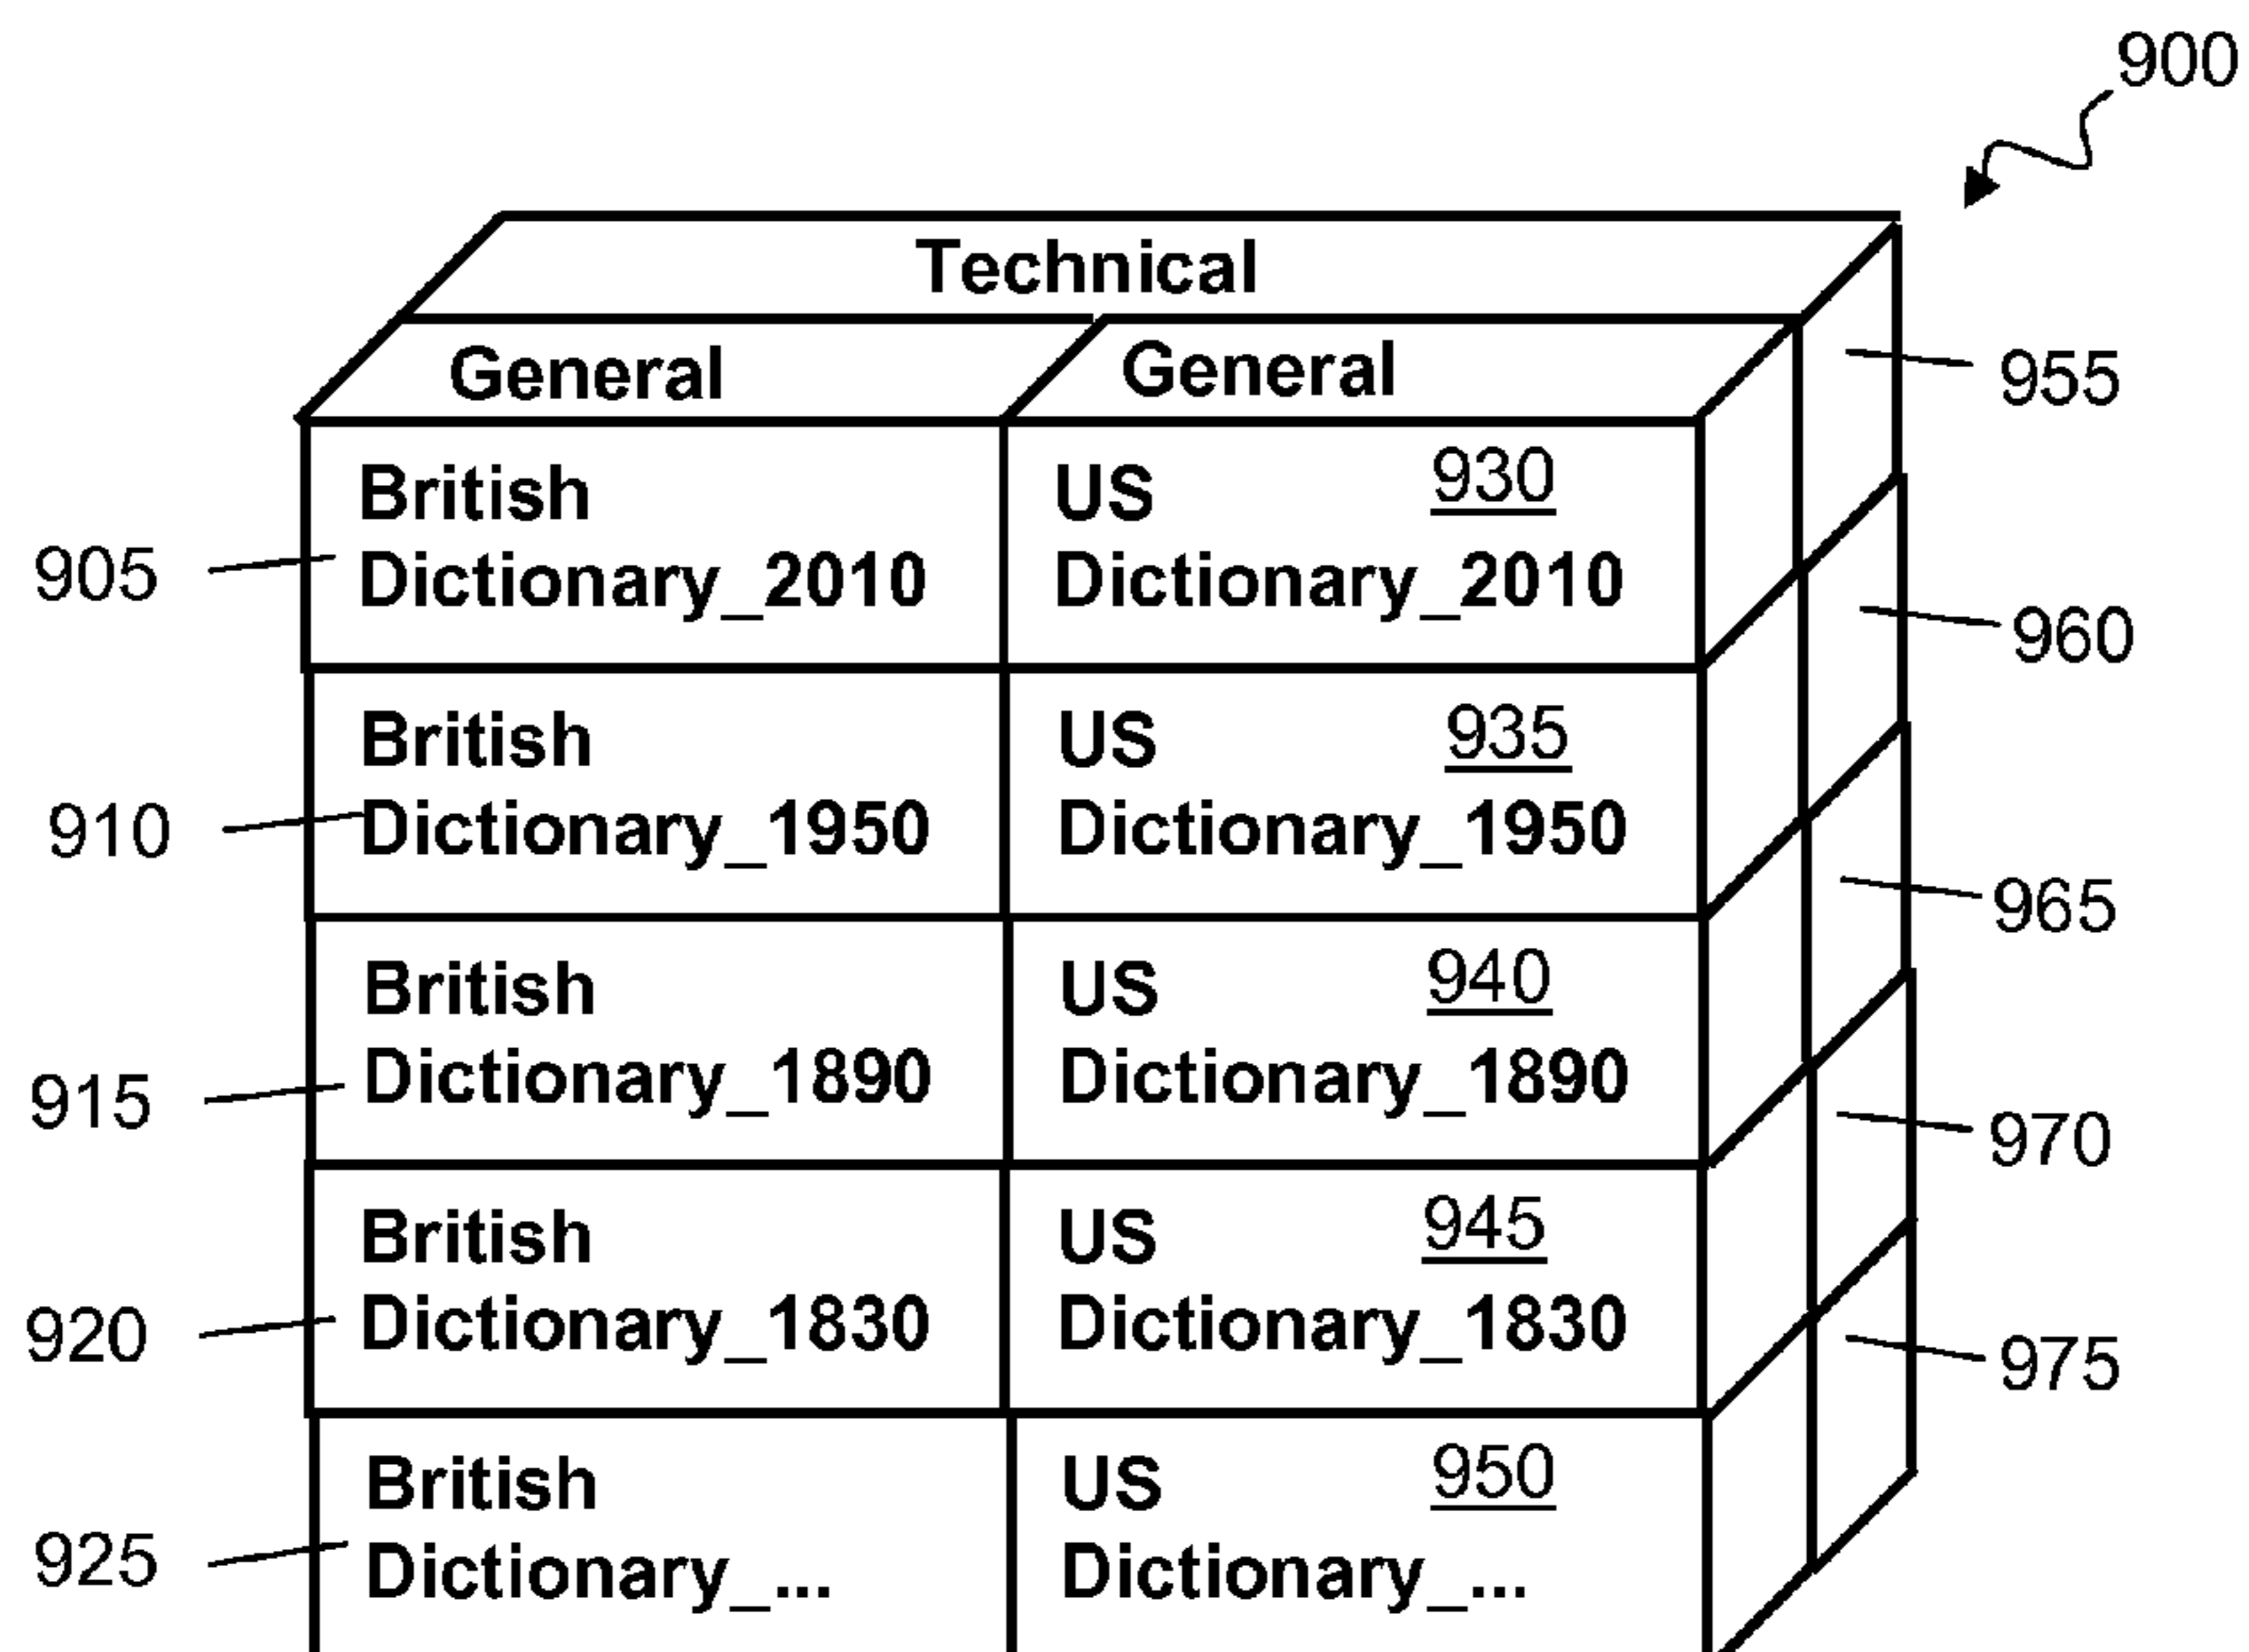 900
Technical
General General
955
British US 930
905 Dictionary_2010 Dictionary_2010
960
British US 935
910 Dictionary_1950 Dictionary_1950
965
British US 940
915 Dictionary_1890 Dictionary_1890
970
British US 945
920 Dictionary_1830 Dictionary_1830
975
British US 950
925 Dictionary_... Dictionary_...